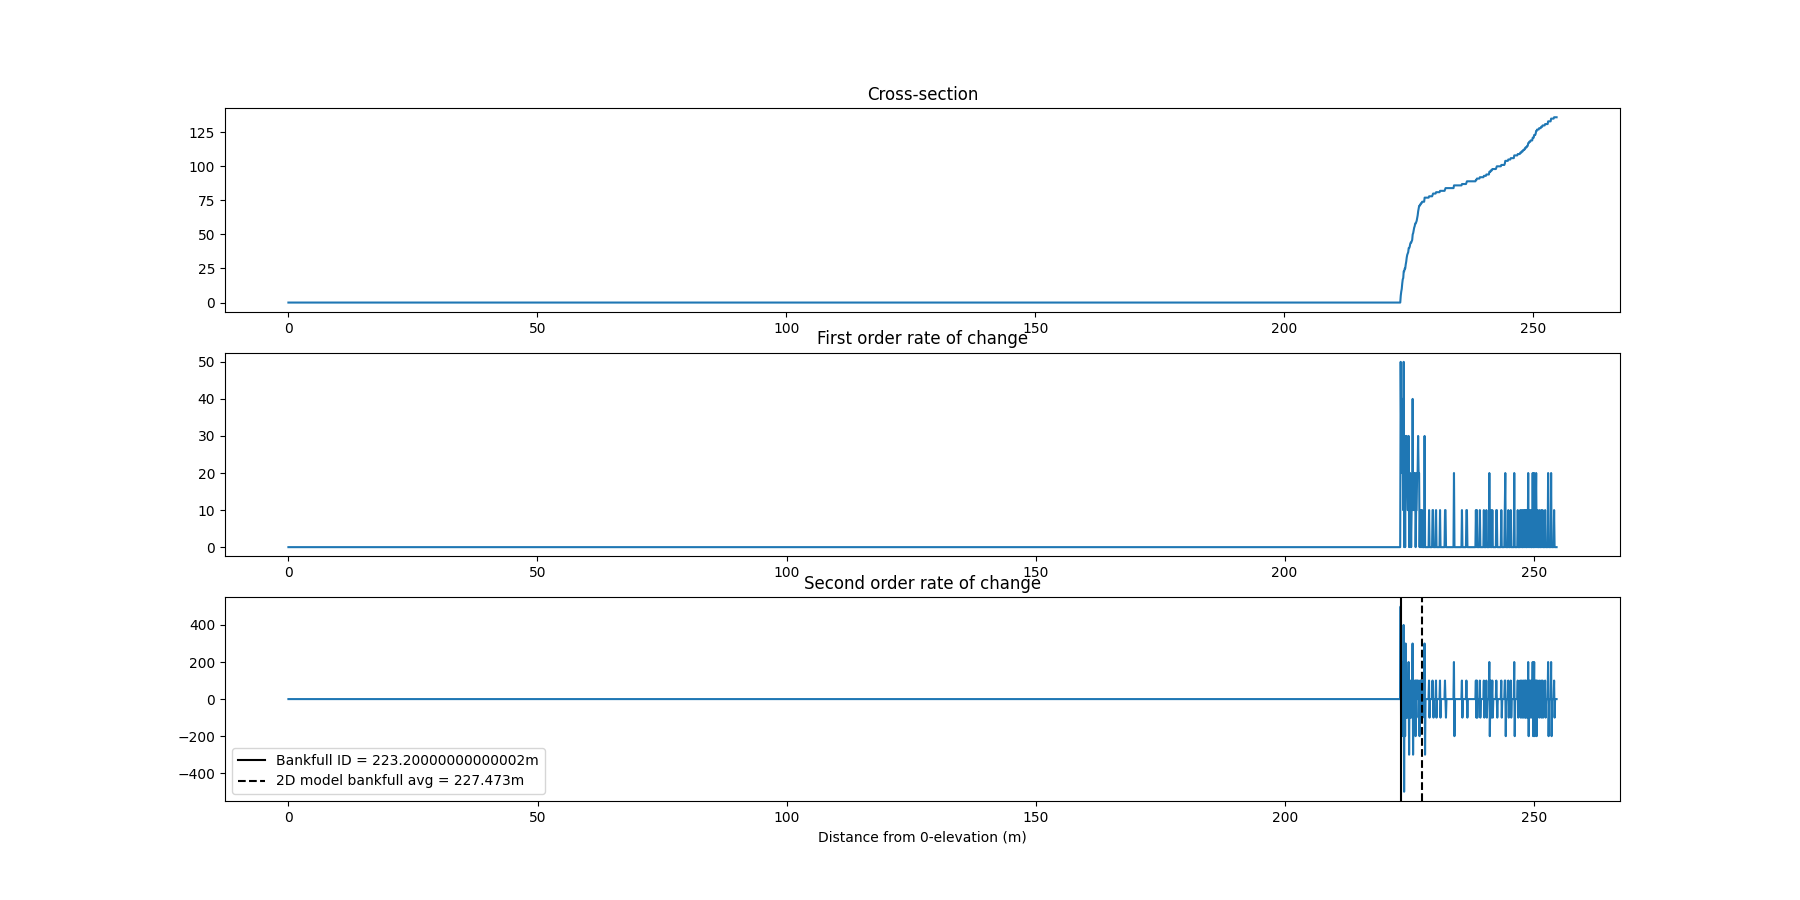 Cross-section
125
100
75
50
25
0
0 50 100 150 200 250
First order rate of change
50
40
30
20
10
0
0 50 100 150 200 250
Second order rate of change
400
200
0
−200
−400
Bankfull ID = 223.20000000000002m
2D model bankfull avg = 227.473m
0 50 100 150 200 250
Distance from 0-elevation (m)